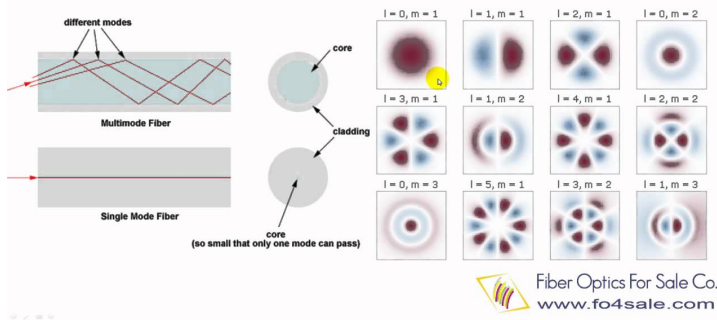 different modes
core
cladding
Multimode Fiber
Single Mode Fiber
core
(so small that only one mode can pass)
l = 0, m = 1
l = 1, m = 1
l = 2, m = 1
l = 0, m = 2
l = 3, m = 1
l = 1, m = 2
l = 4, m = 1
l = 2, m = 2
l = 0, m = 3
l = 5, m = 1
l = 3, m = 2
l = 1, m = 3
Fiber Optics For Sale Co.
www.fo4sale.com